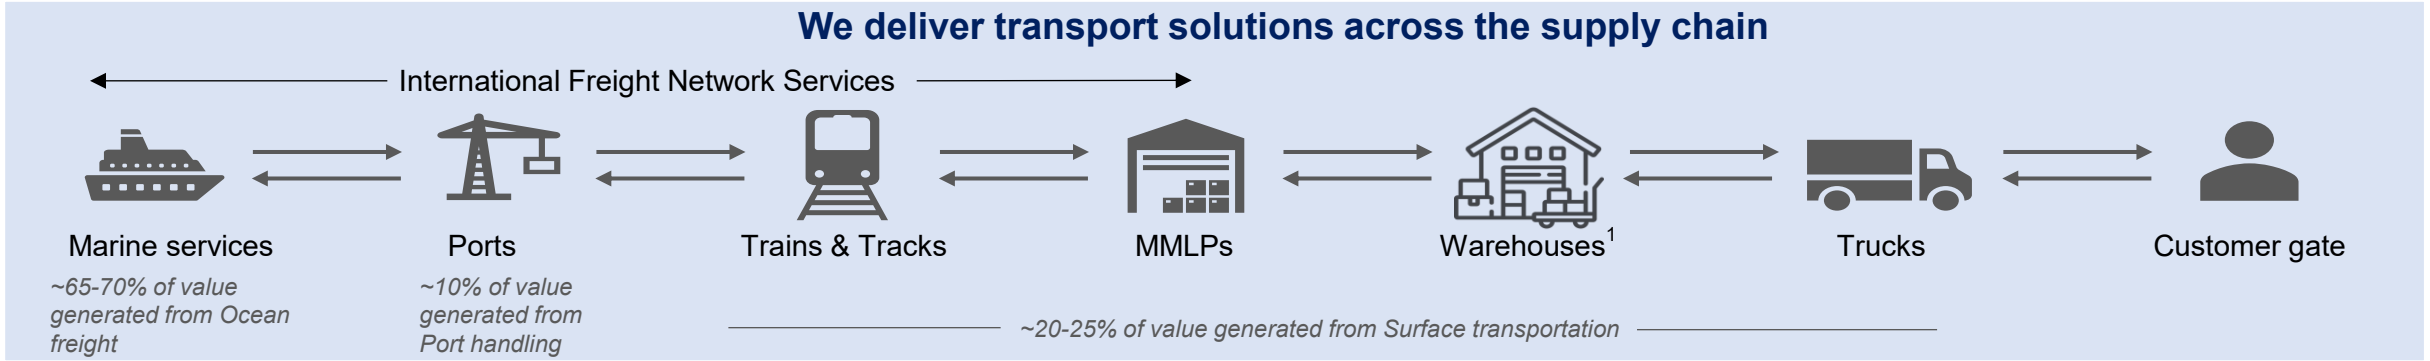 We deliver transport solutions across the supply chain
International Freight Network Services
Marine services
Ports
Trains & Tracks
MMLPs
Warehouses1
Trucks
Customer gate
~65-70% of value
generated from Ocean
freight
~10% of value
generated from
Port handling
~20-25% of value generated from Surface transportation